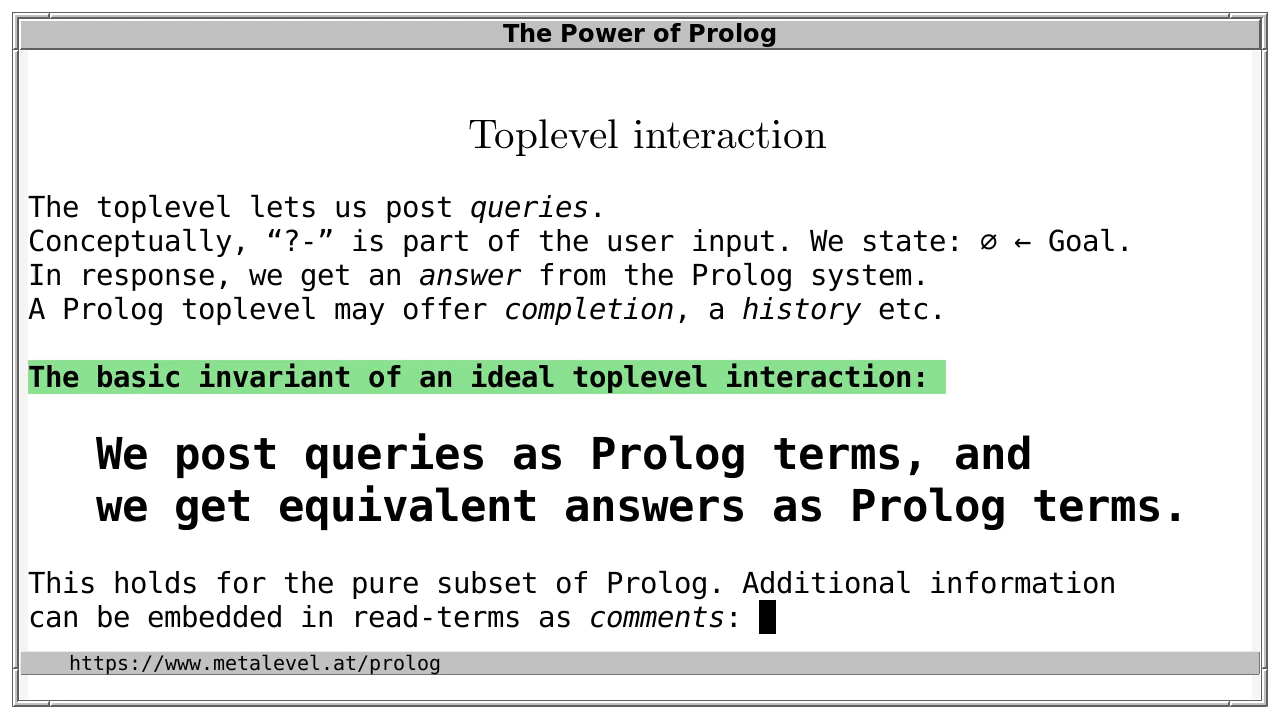 The Power of Prolog
Toplevel interaction
The toplevel lets us post queries.
Conceptually, “?-” is part of the user input. We state: ∅ ← Goal.
In response, we get an answer from the Prolog system.
A Prolog toplevel may offer completion, a history etc.
The basic invariant of an ideal toplevel interaction:
We post queries as Prolog terms, and
we get equivalent answers as Prolog terms.
This holds for the pure subset of Prolog. Additional information
can be embedded in read-terms as comments:
https://www.metalevel.at/prolog